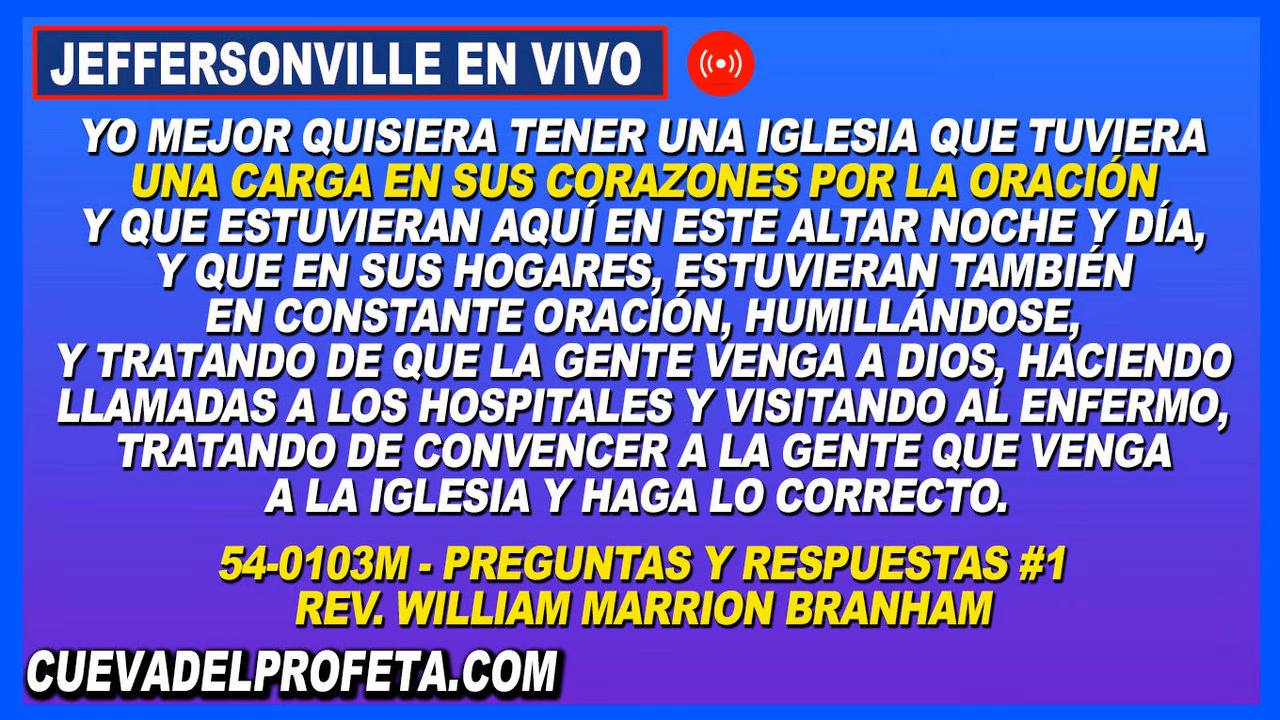 JEFFERSONVILLE EN VIVO
YO MEJOR QUISIERA TENER UNA IGLESIA QUE TUVIERA
UNA CARGA EN SUS CORAZONES POR LA ORACIÓN
Y QUE ESTUVIERAN AQUÍ EN ESTE ALTAR NOCHE Y DÍA,
Y QUE EN SUS HOGARES, ESTUVIERAN TAMBIÉN
EN CONSTANTE ORACIÓN, HUMILLÁNDOSE,
Y TRATANDO DE QUE LA GENTE VENGA A DIOS, HACIENDO
LLAMADAS A LOS HOSPITALES Y VISITANDO AL ENFERMO,
TRATANDO DE CONVENCER A LA GENTE QUE VENGA
A LA IGLESIA Y HAGA LO CORRECTO.
54-0103M - PREGUNTAS Y RESPUESTAS #1
REV. WILLIAM MARRION BRANHAM
CUEVADELPROFETA.COM